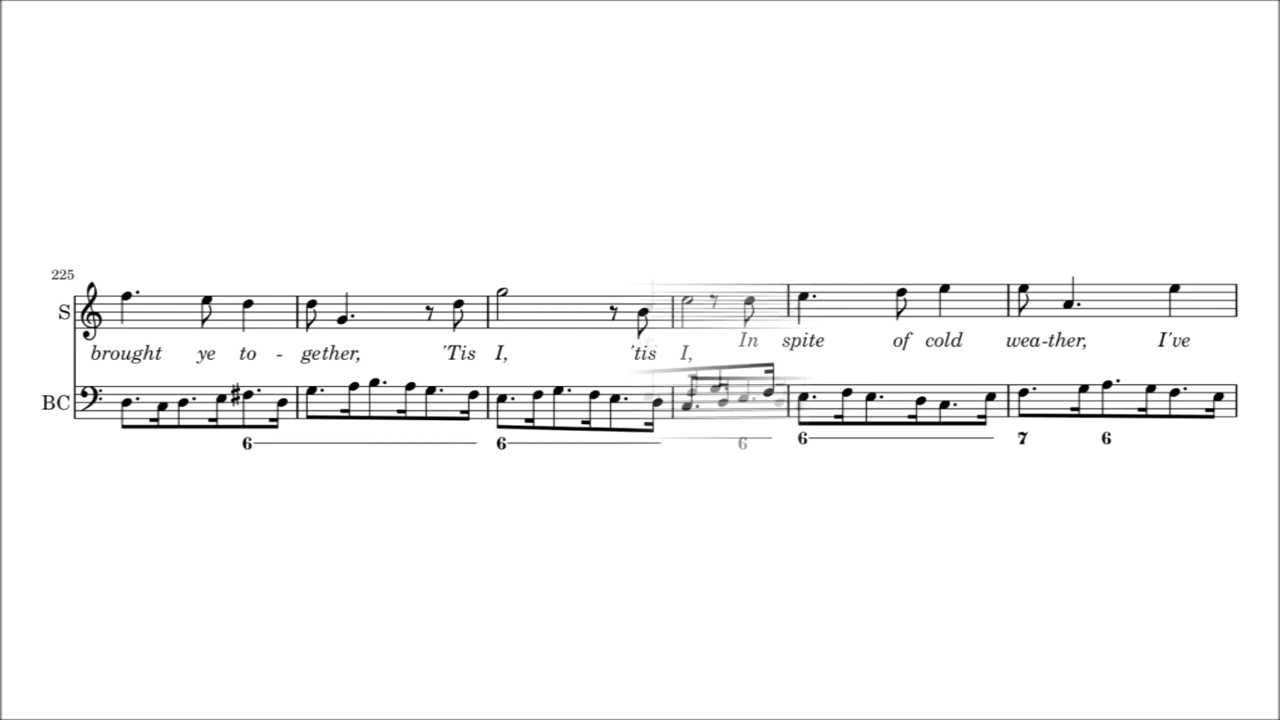 225
S
brought ye to - gether, 'Tis I, 'tis I, In spite of cold wea-ther, I've
BC
6 6 6 6 7 6